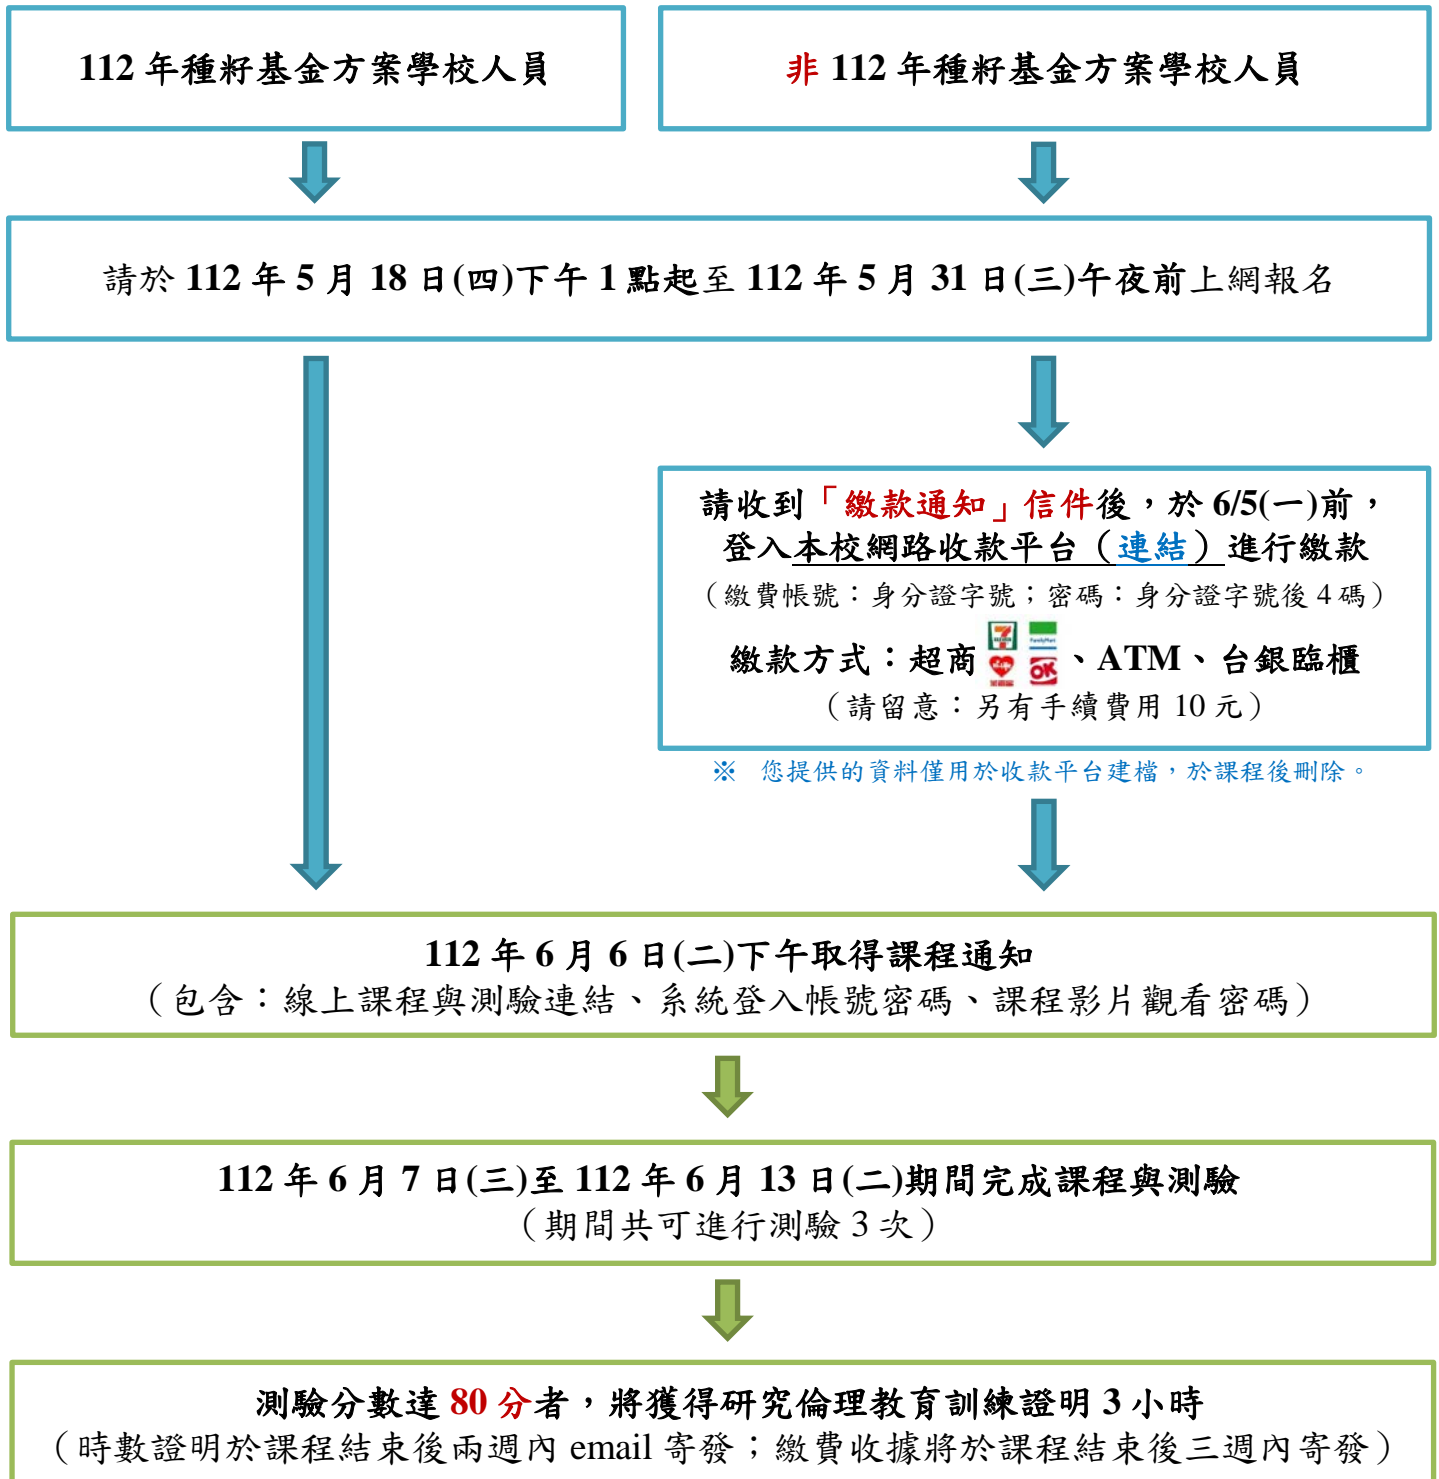 112 年種籽基金方案學校人員
非 112 年種籽基金方案學校人員
請於 112 年 5 月 18 日(四)下午 1 點起至 112 年 5 月 31 日(三)午夜前上網報名
請收到「繳款通知」信件後，於 6/5(一)前，
登入本校網路收款平台（連結）進行繳款
（繳費帳號：身分證字號；密碼：身分證字號後 4 碼）
繳款方式：超商、ATM、台銀臨櫃
（請留意：另有手續費用 10 元）
※ 您提供的資料僅用於收款平台建檔，於課程後刪除。
112 年 6 月 6 日(二)下午取得課程通知
（包含：線上課程與測驗連結、系統登入帳號密碼、課程影片觀看密碼）
112 年 6 月 7 日(三)至 112 年 6 月 13 日(二)期間完成課程與測驗
（期間共可進行測驗 3 次）
測驗分數達 80 分者，將獲得研究倫理教育訓練證明 3 小時
（時數證明於課程結束後兩週內 email 寄發；繳費收據將於課程結束後三週內寄發）